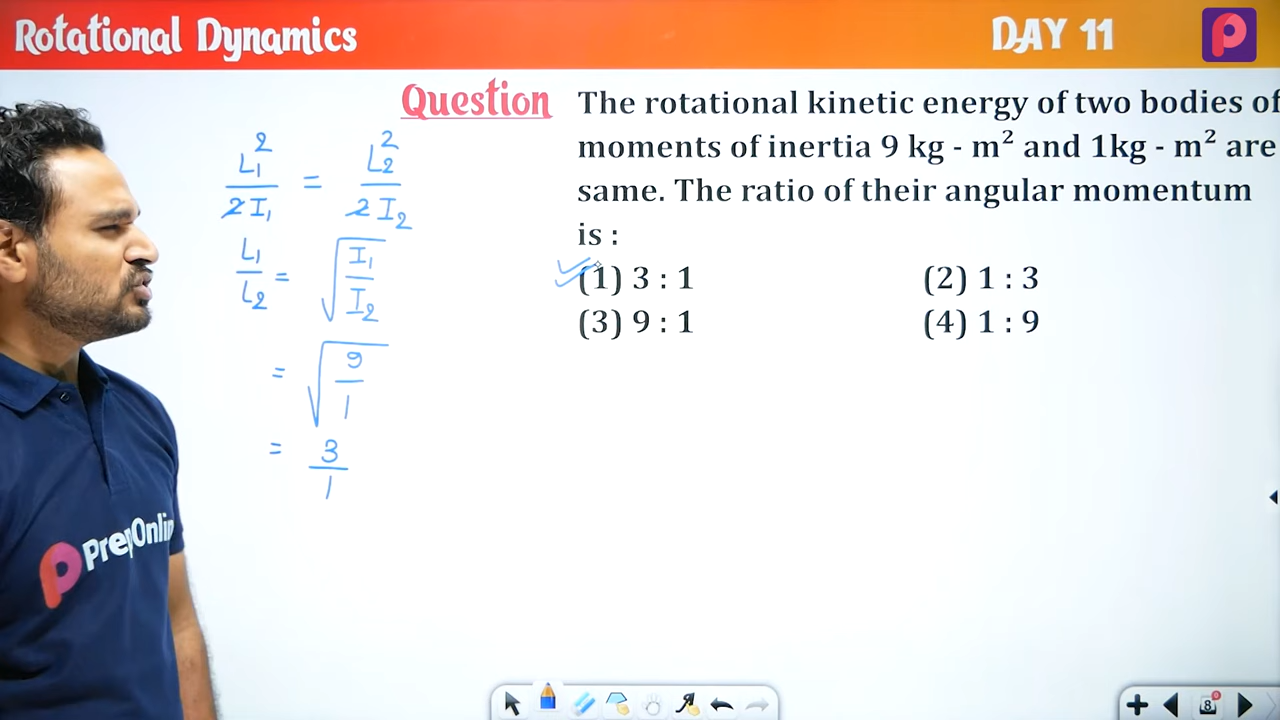 Rotational Dynamics
DAY 11
Question
The rotational kinetic energy of two bodies of
moments of inertia 9 kg - m² and 1kg - m² are
same. The ratio of their angular momentum
is :
(1) 3 : 1
(2) 1 : 3
(3) 9 : 1
(4) 1 : 9
L₁²/2I₁ = L₂²/2I₂
L₁/L₂ = √(I₁/I₂)
= √(9/1)
= 3/1
PrepOnlin
8